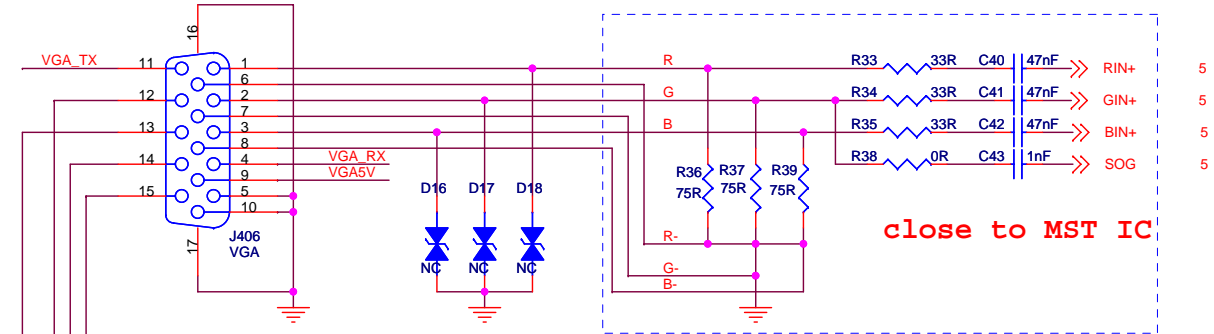 16
VGA_TX 11 1 R R33 33R C40 47nF RIN+ 5
6
12 2 G R34 33R C41 47nF GIN+ 5
7
13 3 B R35 33R C42 47nF BIN+ 5
8
14 4 VGA_RX R38 0R C43 1nF SOG 5
9 VGA5V
R36 R37 R39
75R 75R 75R
15 5 D16 D17 D18
10
close to MST IC
17 J406
VGA
R-
NC NC NC G-
B-